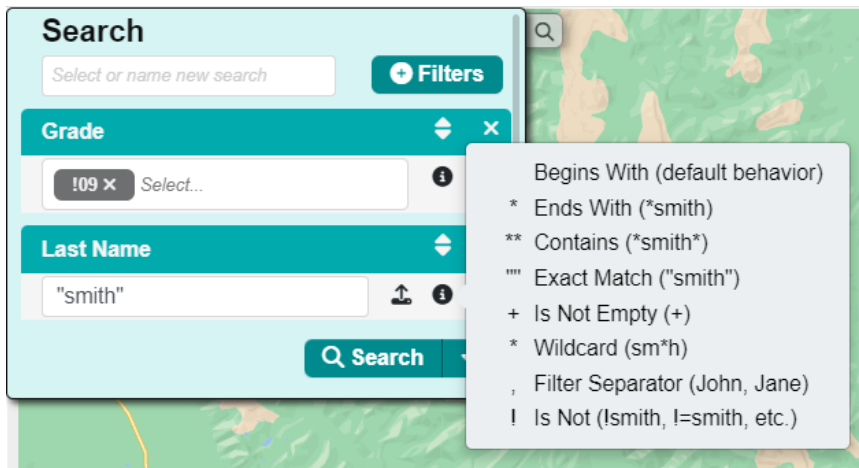 Search
Select or name new search
Filters
Grade
!09 × Select...
Last Name
"smith"
Search
Begins With (default behavior)
* Ends With (*smith)
** Contains (*smith*)
"" Exact Match ("smith")
+ Is Not Empty (+)
* Wildcard (sm*h)
, Filter Separator (John, Jane)
! Is Not (!smith, !=smith, etc.)